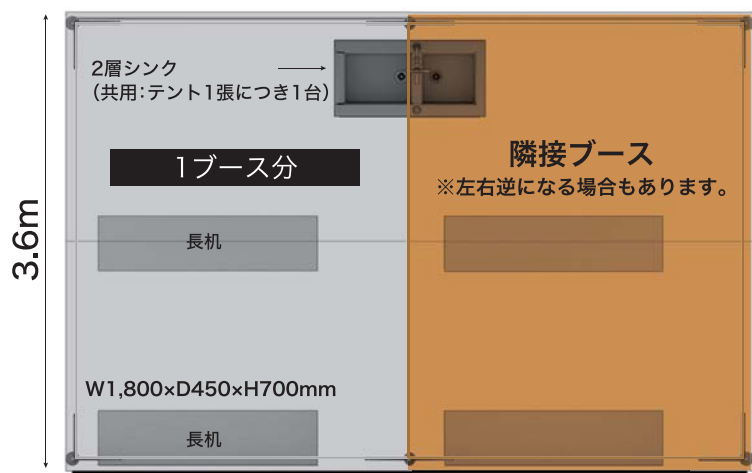 2層シンク
（共用：テント1張につき1台）
1ブース分
隣接ブース
※左右逆になる場合もあります。
3.6m
長机
W1,800×D450×H700mm
長机